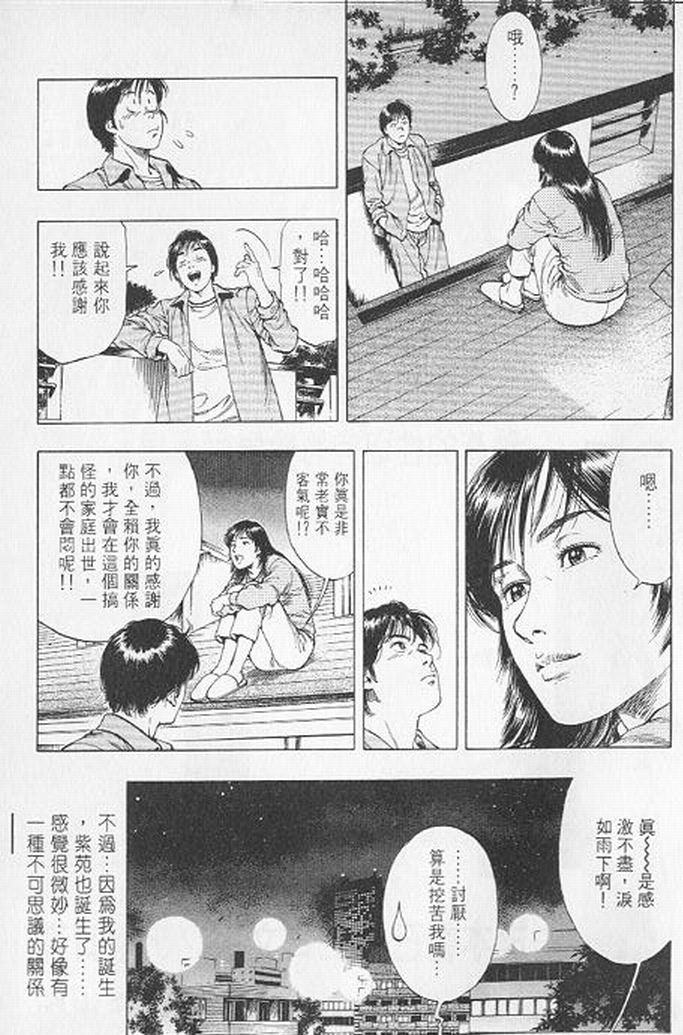 哦……?
哈…哈哈哈
,對了!!
說起來你
應該感謝
我!!
嗯……
你眞是非
常老實不
客氣呢!?
不過,我眞的感謝
你,全賴你的關係
,我才會在這個搞
怪的家庭出世,一
點都不會悶呢!!
眞~~~是感
激不盡,淚
如雨下啊!
……討厭
算是挖苦我嗎…
不過…因爲我的誕生
,紫苑也誕生了……
感覺很微妙…好像有
一種不可思議的關係